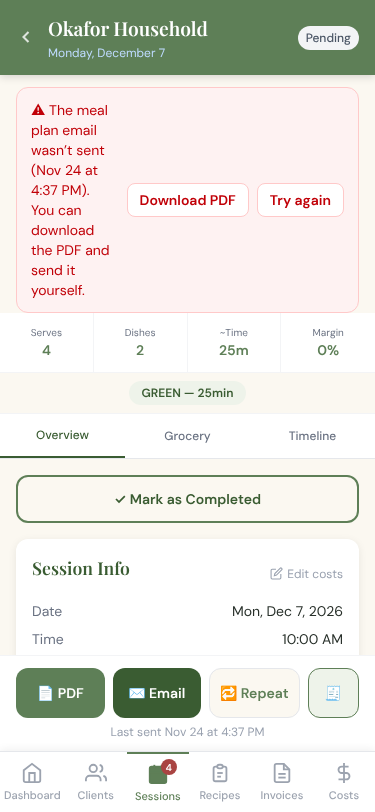 Okafor Household
Monday, December 7
Pending
⚠ The meal
plan email
wasn't sent
(Nov 24 at
4:37 PM).
You can
download
the PDF and
send it
yourself.
Download PDF
Try again
Serves
4
Dishes
2
~Time
25m
Margin
0%
GREEN — 25min
Overview
Grocery
Timeline
✓ Mark as Completed
Session Info
Edit costs
Date
Mon, Dec 7, 2026
Time
10:00 AM
PDF
Email
Repeat
Last sent Nov 24 at 4:37 PM
4
Dashboard
Clients
Sessions
Recipes
Invoices
Costs